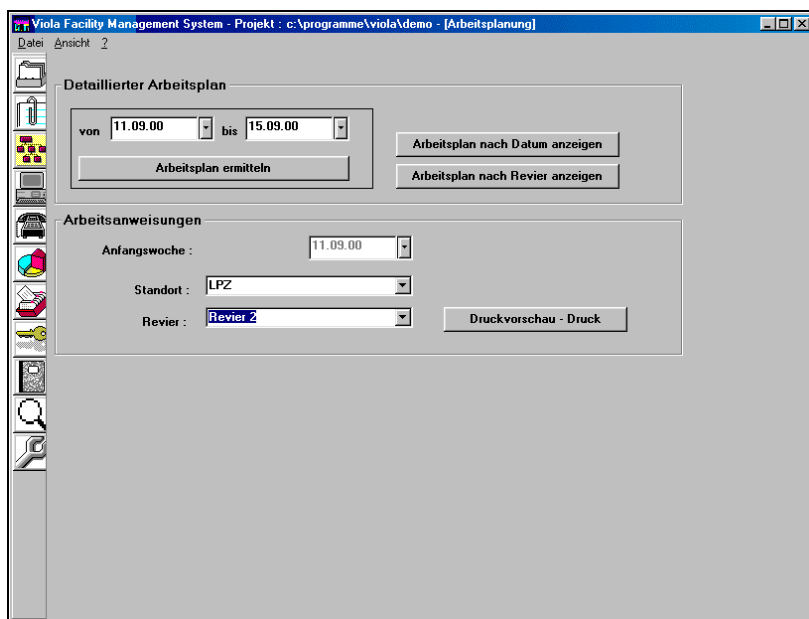 Viola Facility Management System - Projekt : c:\programme\viola\demo - [Arbeitsplanung]
Datei Ansicht ?
Detaillierter Arbeitsplan
von 11.09.00 bis 15.09.00
Arbeitsplan ermitteln
Arbeitsplan nach Datum anzeigen
Arbeitsplan nach Revier anzeigen
Arbeitsanweisungen
Anfangswoche : 11.09.00
Standort : LPZ
Revier : Revier 2
Druckvorschau - Druck